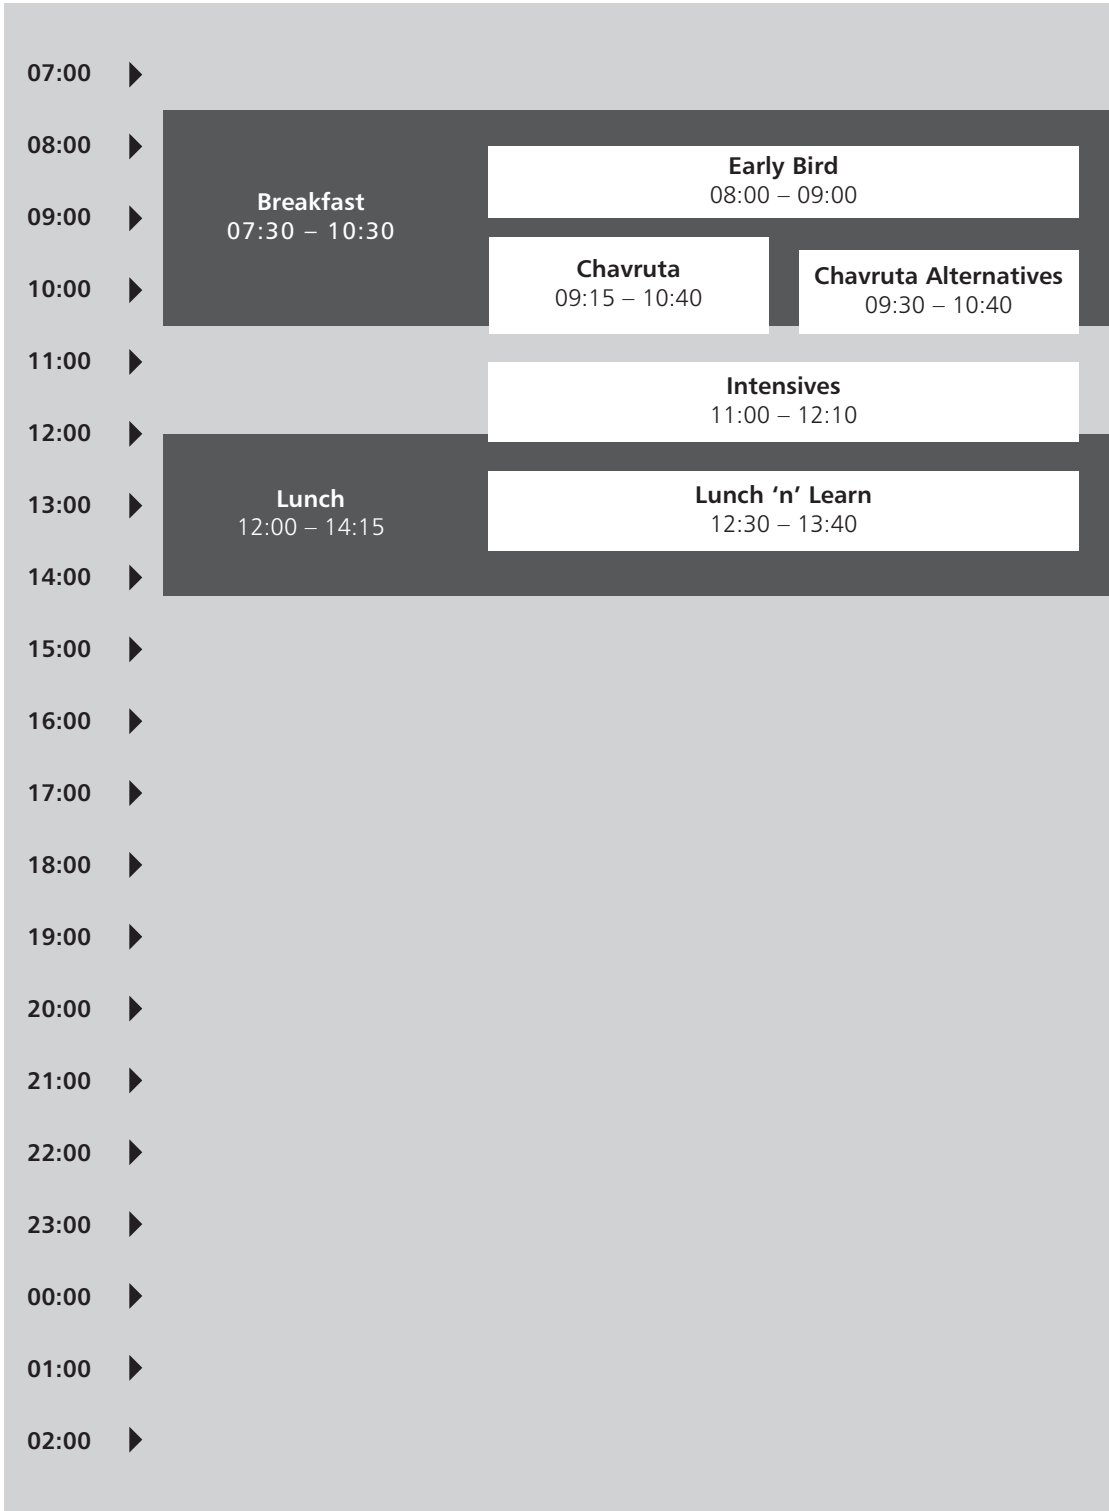 07:00
08:00
09:00
10:00
11:00
12:00
13:00
14:00
15:00
16:00
17:00
18:00
19:00
20:00
21:00
22:00
23:00
00:00
01:00
02:00
Breakfast
07:30 – 10:30
Early Bird
08:00 – 09:00
Chavruta
09:15 – 10:40
Chavruta Alternatives
09:30 – 10:40
Intensives
11:00 – 12:10
Lunch
12:00 – 14:15
Lunch ‘n’ Learn
12:30 – 13:40